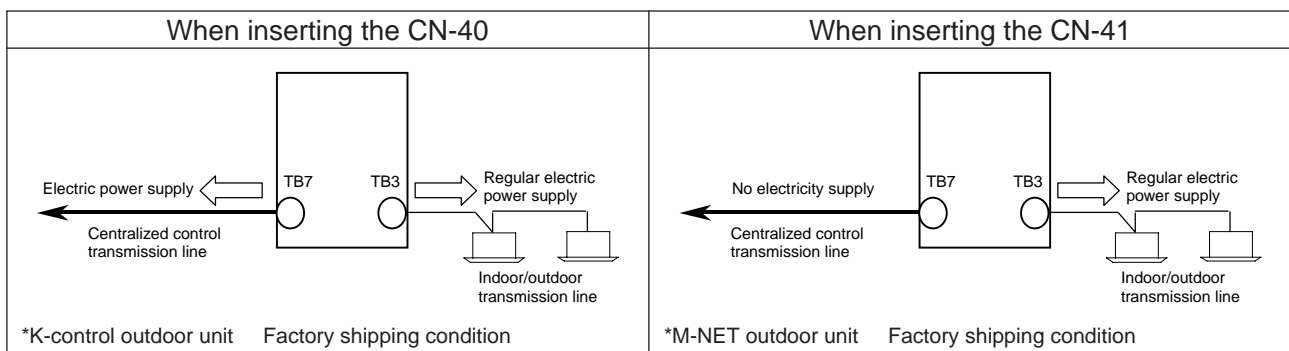 When inserting the CN-40
Electric power supply
TB7
TB3
Regular electric
power supply
Centralized control
transmission line
Indoor/outdoor
transmission line
*K-control outdoor unit Factory shipping condition
When inserting the CN-41
No electricity supply
TB7
TB3
Regular electric
power supply
Centralized control
transmission line
Indoor/outdoor
transmission line
*M-NET outdoor unit Factory shipping condition